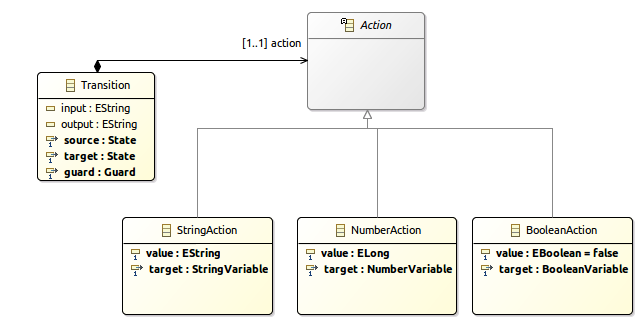 Action
[1..1] action
Transition
input : EString
output : EString
source : State
target : State
guard : Guard
StringAction
value : EString
target : StringVariable
NumberAction
value : ELong
target : NumberVariable
BooleanAction
value : EBoolean = false
target : BooleanVariable